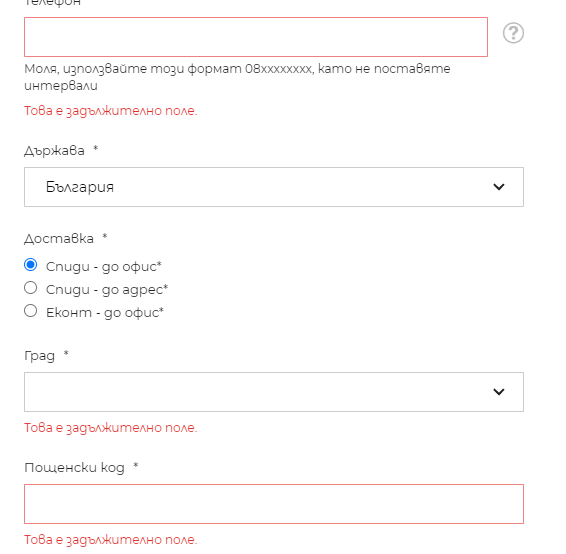 Телефон
Моля, използвайте този формат 08xxxxxxxx, като не поставяте
интервали
Това е задължително поле.
Държава *
България
Доставка *
Спиди - до офис*
Спиди - до адрес*
Еконт - до офис*
Град *
Това е задължително поле.
Пощенски код *
Това е задължително поле.